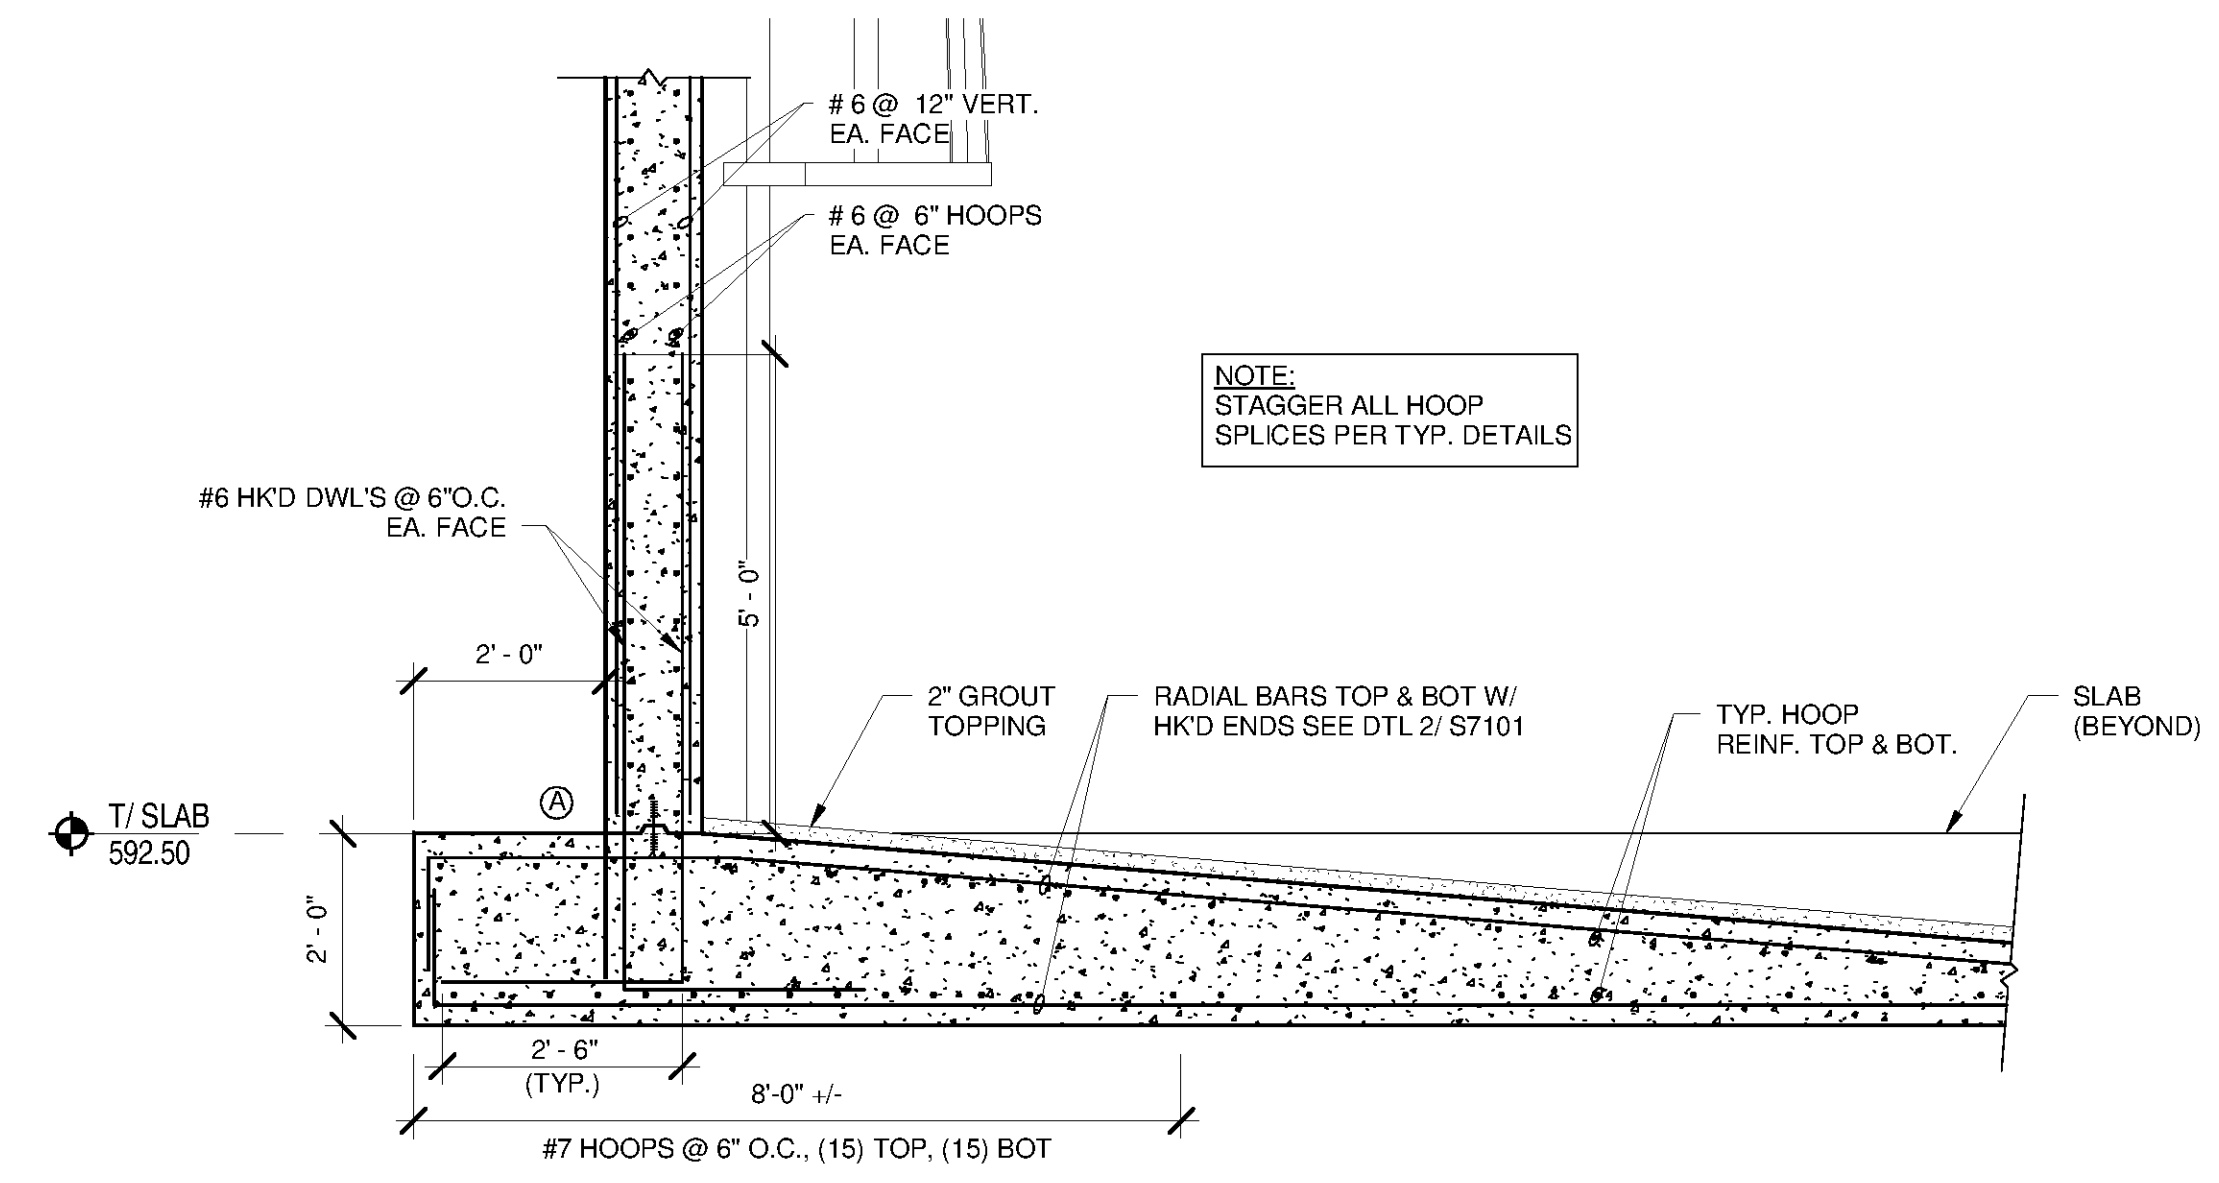 # 6 @ 12" VERT.
EA. FACE
# 6 @ 6" HOOPS
EA. FACE
NOTE:
STAGGER ALL HOOP
SPLICES PER TYP. DETAILS
#6 HK'D DWL'S @ 6"O.C.
EA. FACE
5' - 0"
2' - 0"
2" GROUT
TOPPING
RADIAL BARS TOP & BOT W/
HK'D ENDS SEE DTL 2/ S7101
TYP. HOOP
REINF. TOP & BOT.
SLAB
(BEYOND)
A
T/ SLAB
592.50
2' - 0"
2' - 6"
(TYP.)
8'-0" +/-
#7 HOOPS @ 6" O.C., (15) TOP, (15) BOT